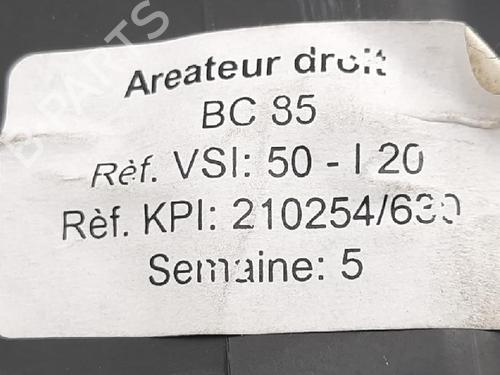 Areateur droit
BC 85
Rèf. VSI: 50 - I 20
Rèf. KPI: 210254/630
Semaine: 5